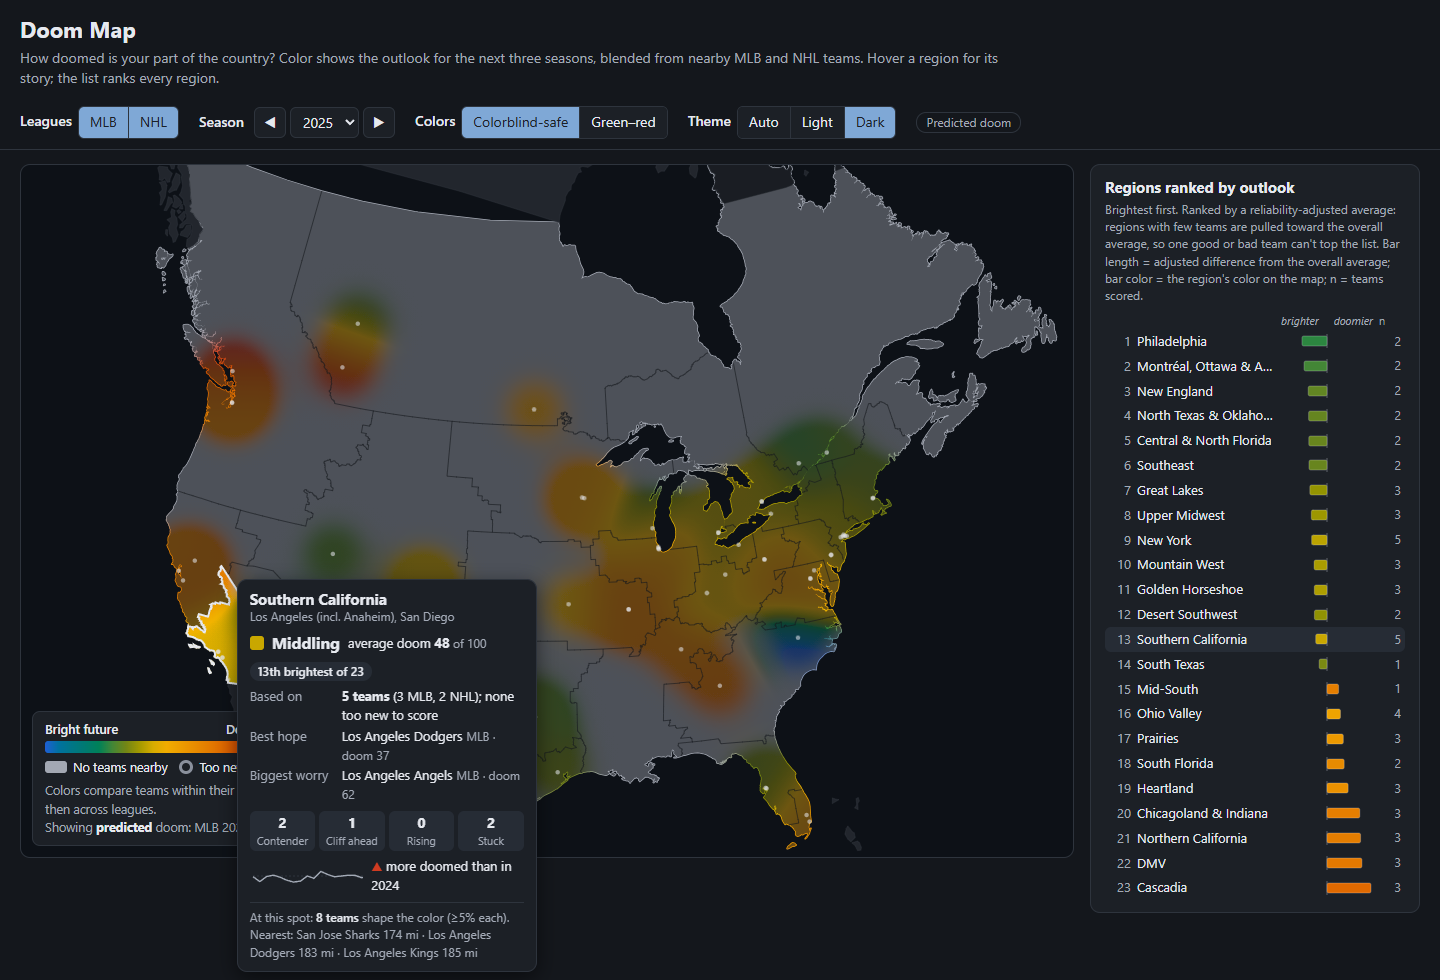 Doom Map
How doomed is your part of the country? Color shows the outlook for the next three seasons, blended from nearby MLB and NHL teams. Hover a region for its
story; the list ranks every region.
Leagues MLB NHL Season ◀ 2025 ▶ Colors Colorblind-safe Green–red Theme Auto Light Dark Predicted doom
Southern California
Los Angeles (incl. Anaheim), San Diego
Middling average doom 48 of 100
13th brightest of 23
Based on 5 teams (3 MLB, 2 NHL); none
too new to score
Best hope Los Angeles Dodgers MLB ·
doom 37
Biggest worry Los Angeles Angels MLB · doom
62
2 1 0 2
Contender Cliff ahead Rising Stuck
▲ more doomed than in
2024
At this spot: 8 teams shape the color (≥5% each).
Nearest: San Jose Sharks 174 mi · Los Angeles
Dodgers 183 mi · Los Angeles Kings 185 mi
Bright future
No teams nearby Too ne
Colors compare teams within their
then across leagues.
Showing predicted doom: MLB 20
Regions ranked by outlook
Brightest first. Ranked by a reliability-adjusted average:
regions with few teams are pulled toward the overall
average, so one good or bad team can't top the list. Bar
length = adjusted difference from the overall average;
bar color = the region's color on the map; n = teams
scored.
brighter doomier n
1 Philadelphia 2
2 Montréal, Ottawa & A... 2
3 New England 2
4 North Texas & Oklaho... 2
5 Central & North Florida 2
6 Southeast 2
7 Great Lakes 3
8 Upper Midwest 3
9 New York 5
10 Mountain West 3
11 Golden Horseshoe 3
12 Desert Southwest 2
13 Southern California 5
14 South Texas 1
15 Mid-South 1
16 Ohio Valley 4
17 Prairies 3
18 South Florida 2
19 Heartland 3
20 Chicagoland & Indiana 3
21 Northern California 3
22 DMV 3
23 Cascadia 3